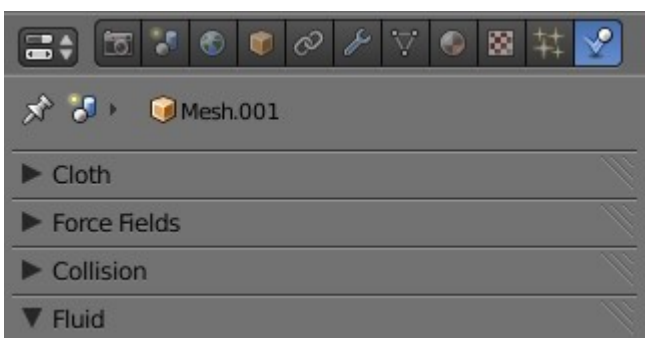 Mesh.001
Cloth
Force Fields
Collision
Fluid